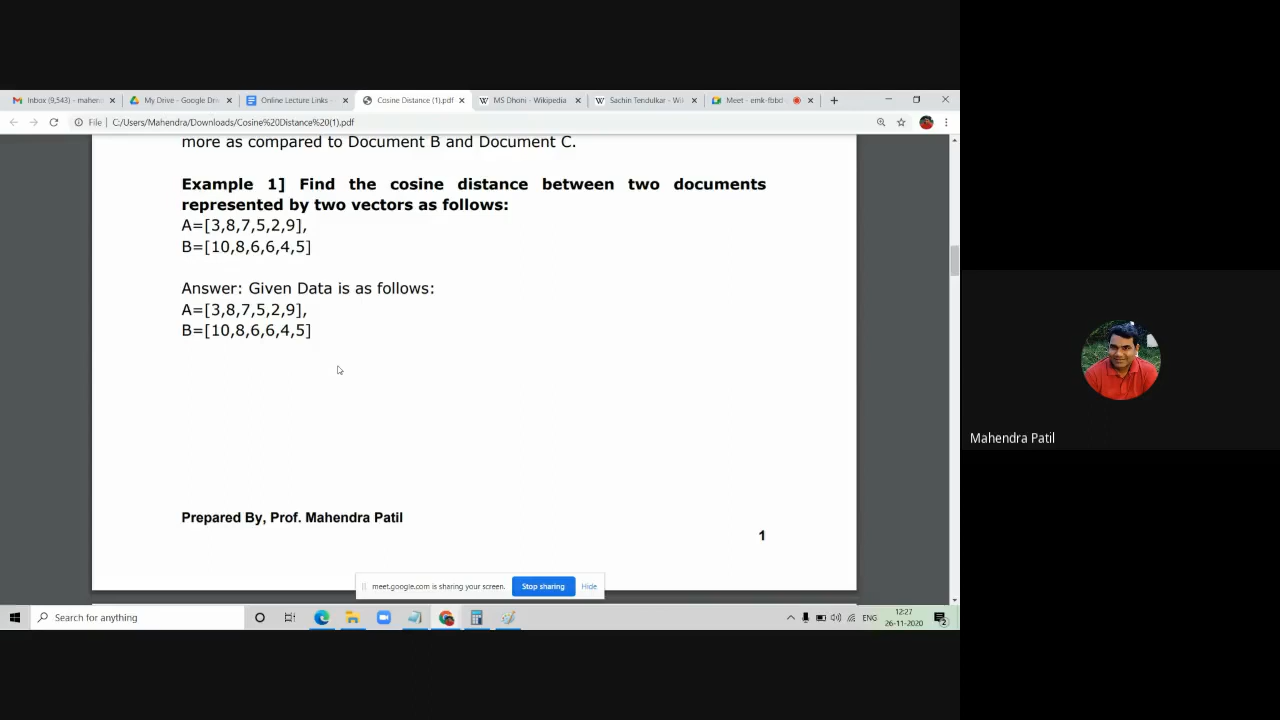 Inbox (9,543) - mahen
My Drive - Google Dri
Online Lecture Links -
Cosine Distance (1).pdf
MS Dhoni - Wikipedia
Sachin Tendulkar - Wi
Meet - emk-fbbd
File
C:/Users/Mahendra/Downloads/Cosine%20Distance%20(1).pdf
more as compared to Document B and Document C.
Example 1] Find the cosine distance between two documents
represented by two vectors as follows:
A=[3,8,7,5,2,9],
B=[10,8,6,6,4,5]
Answer: Given Data is as follows:
A=[3,8,7,5,2,9],
B=[10,8,6,6,4,5]
Mahendra Patil
Prepared By, Prof. Mahendra Patil
1
meet.google.com is sharing your screen.
Stop sharing
Hide
Search for anything
ENG
12:27
26-11-2020
2